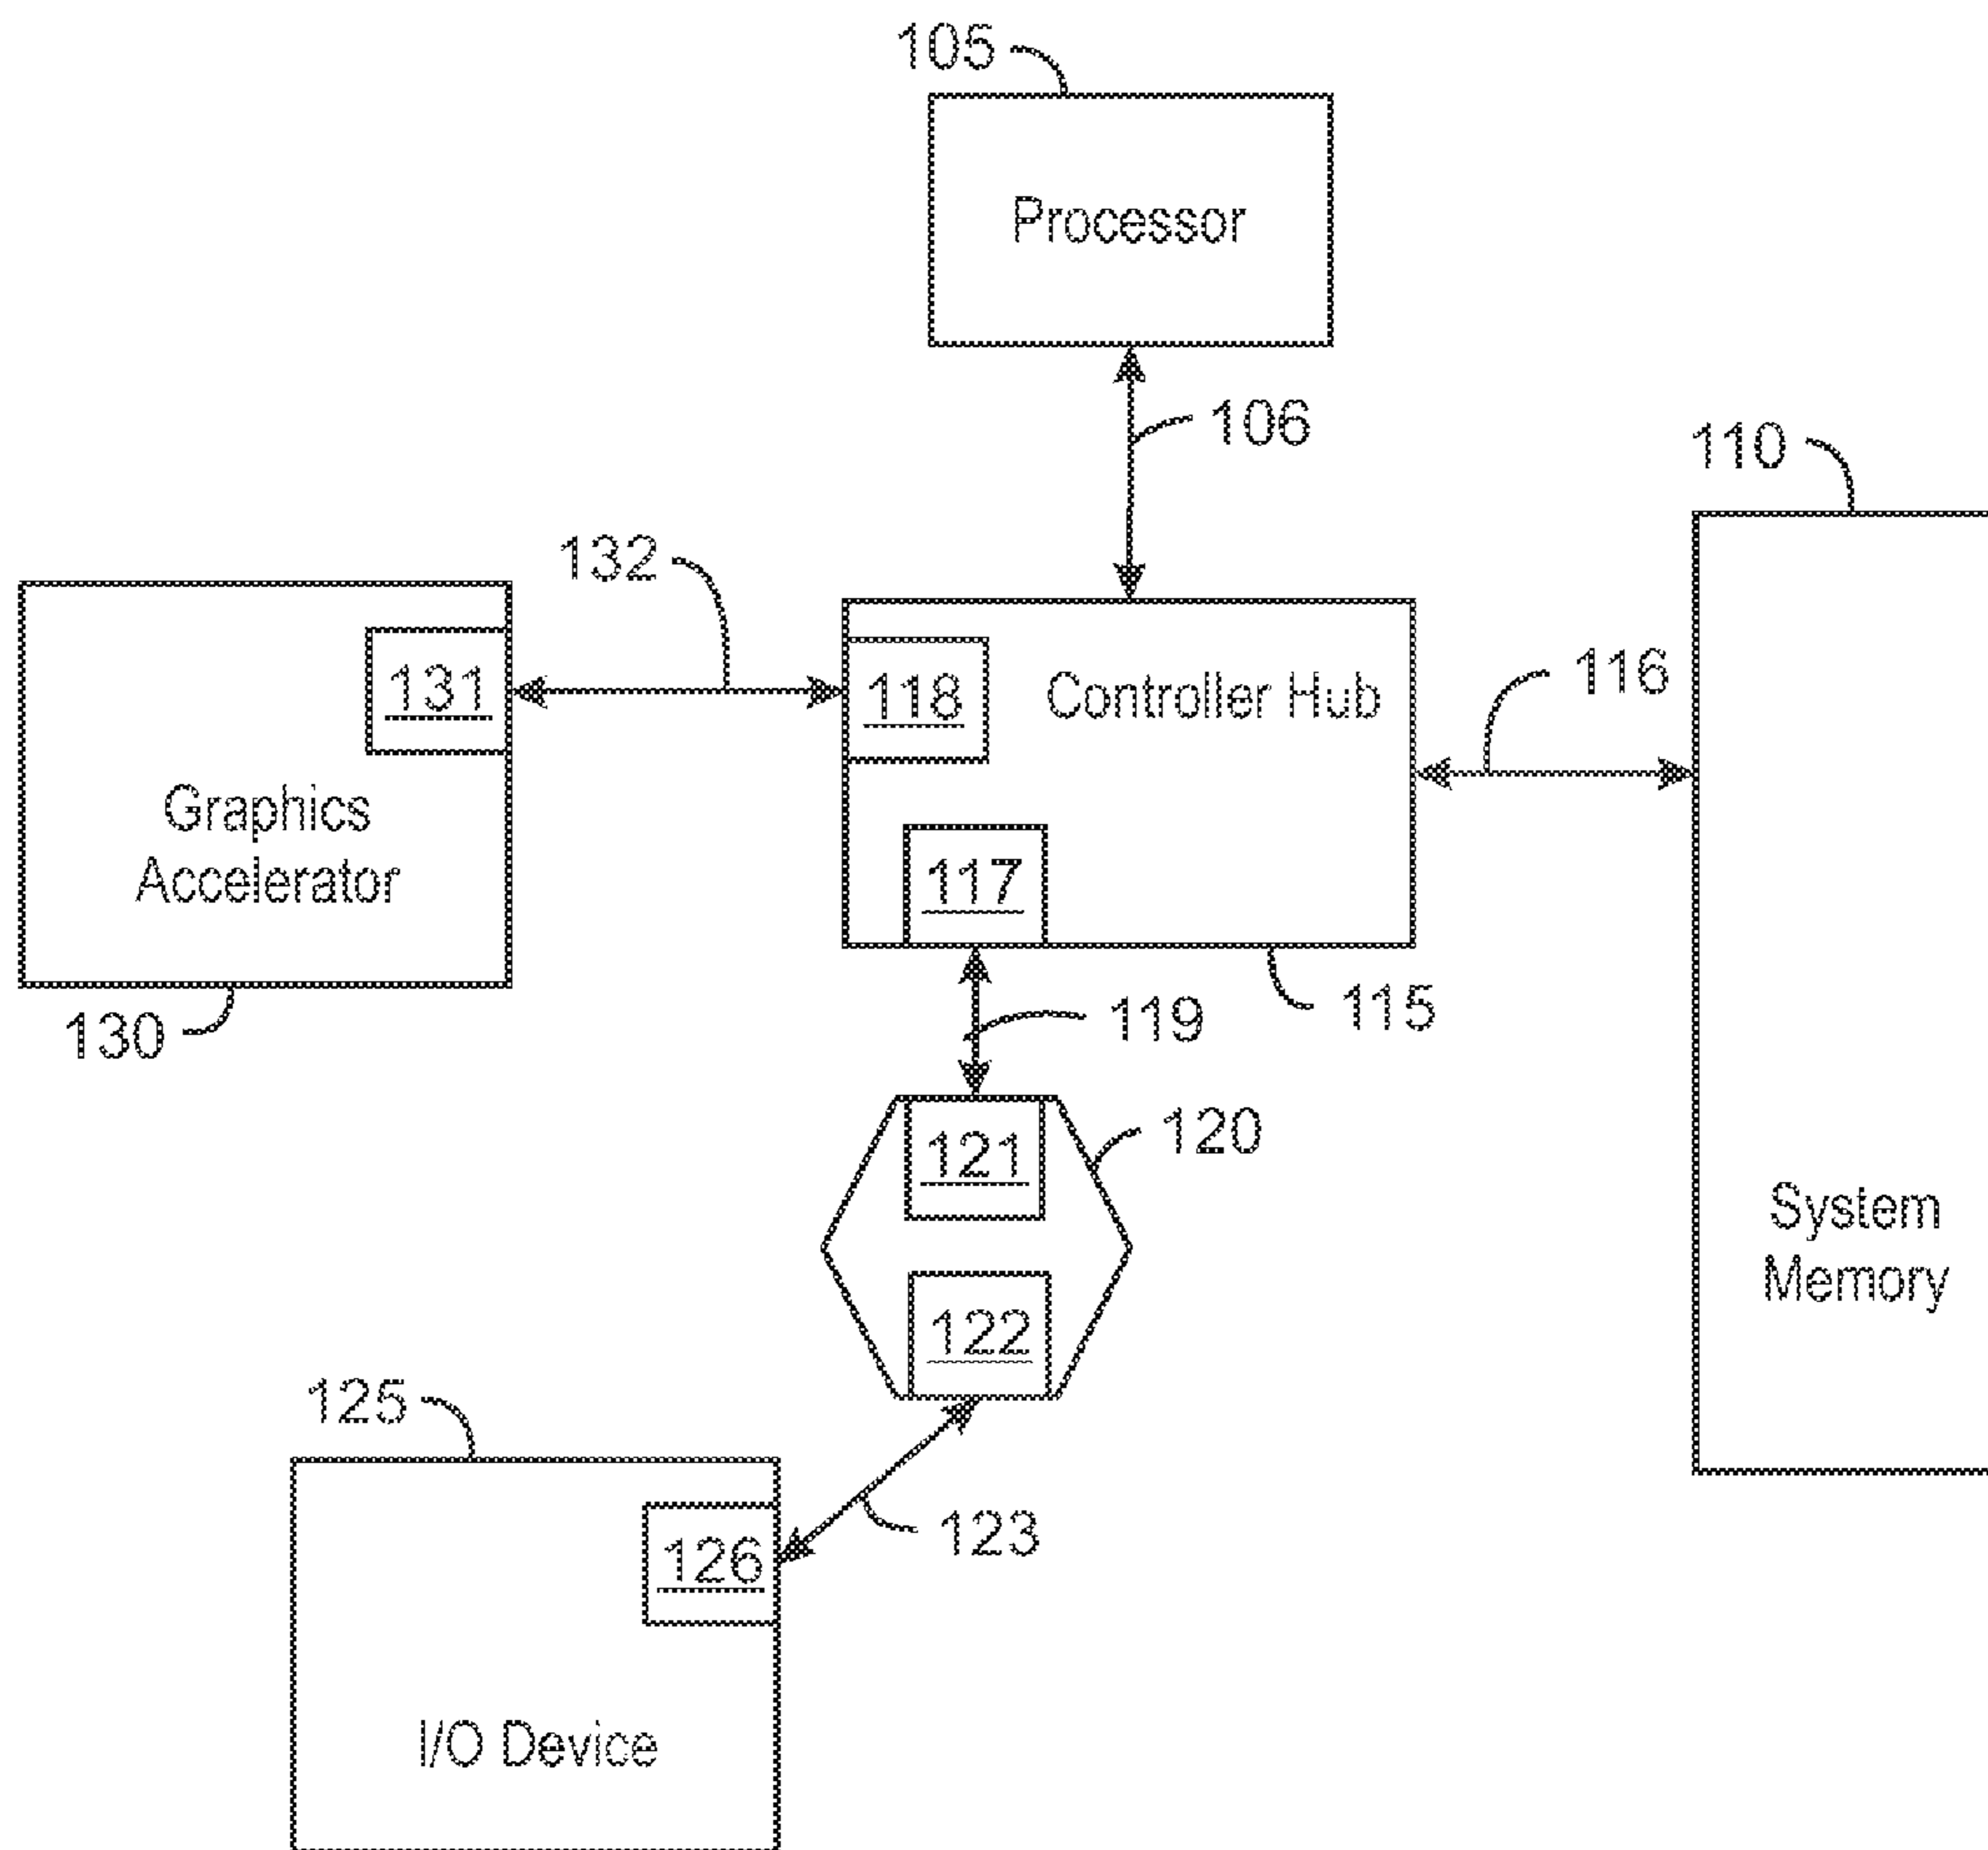 105
Processor
106
110
132
131
118
Controller Hub
116
Graphics
Accelerator
117
130
119
115
121
120
System
Memory
122
125
123
126
I/O Device